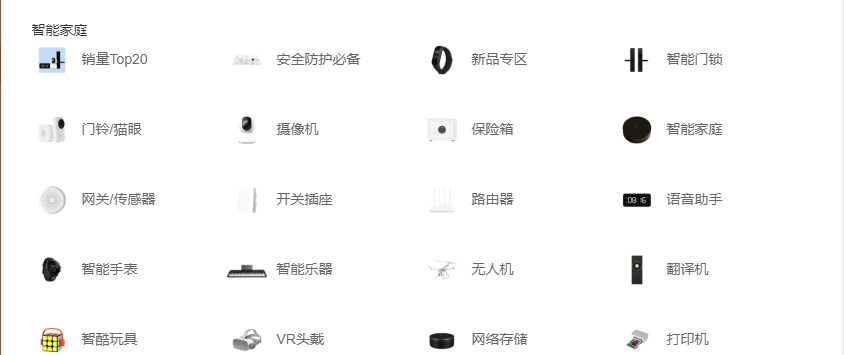 智能家庭
销量Top20
安全防护必备
新品专区
智能门锁
门铃/猫眼
摄像机
保险箱
智能家庭
网关/传感器
开关插座
路由器
语音助手
智能手表
智能乐器
无人机
翻译机
智酷玩具
VR头戴
网络存储
打印机